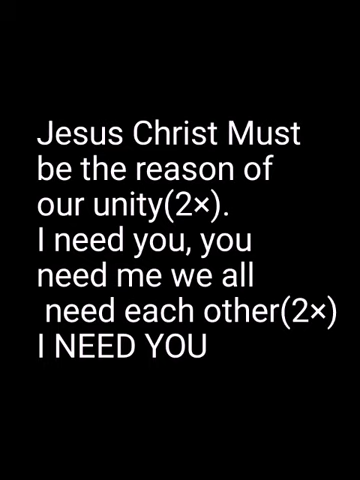 Jesus Christ Must
be the reason of
our unity(2×).
I need you, you
need me we all
need each other(2×)
I NEED YOU